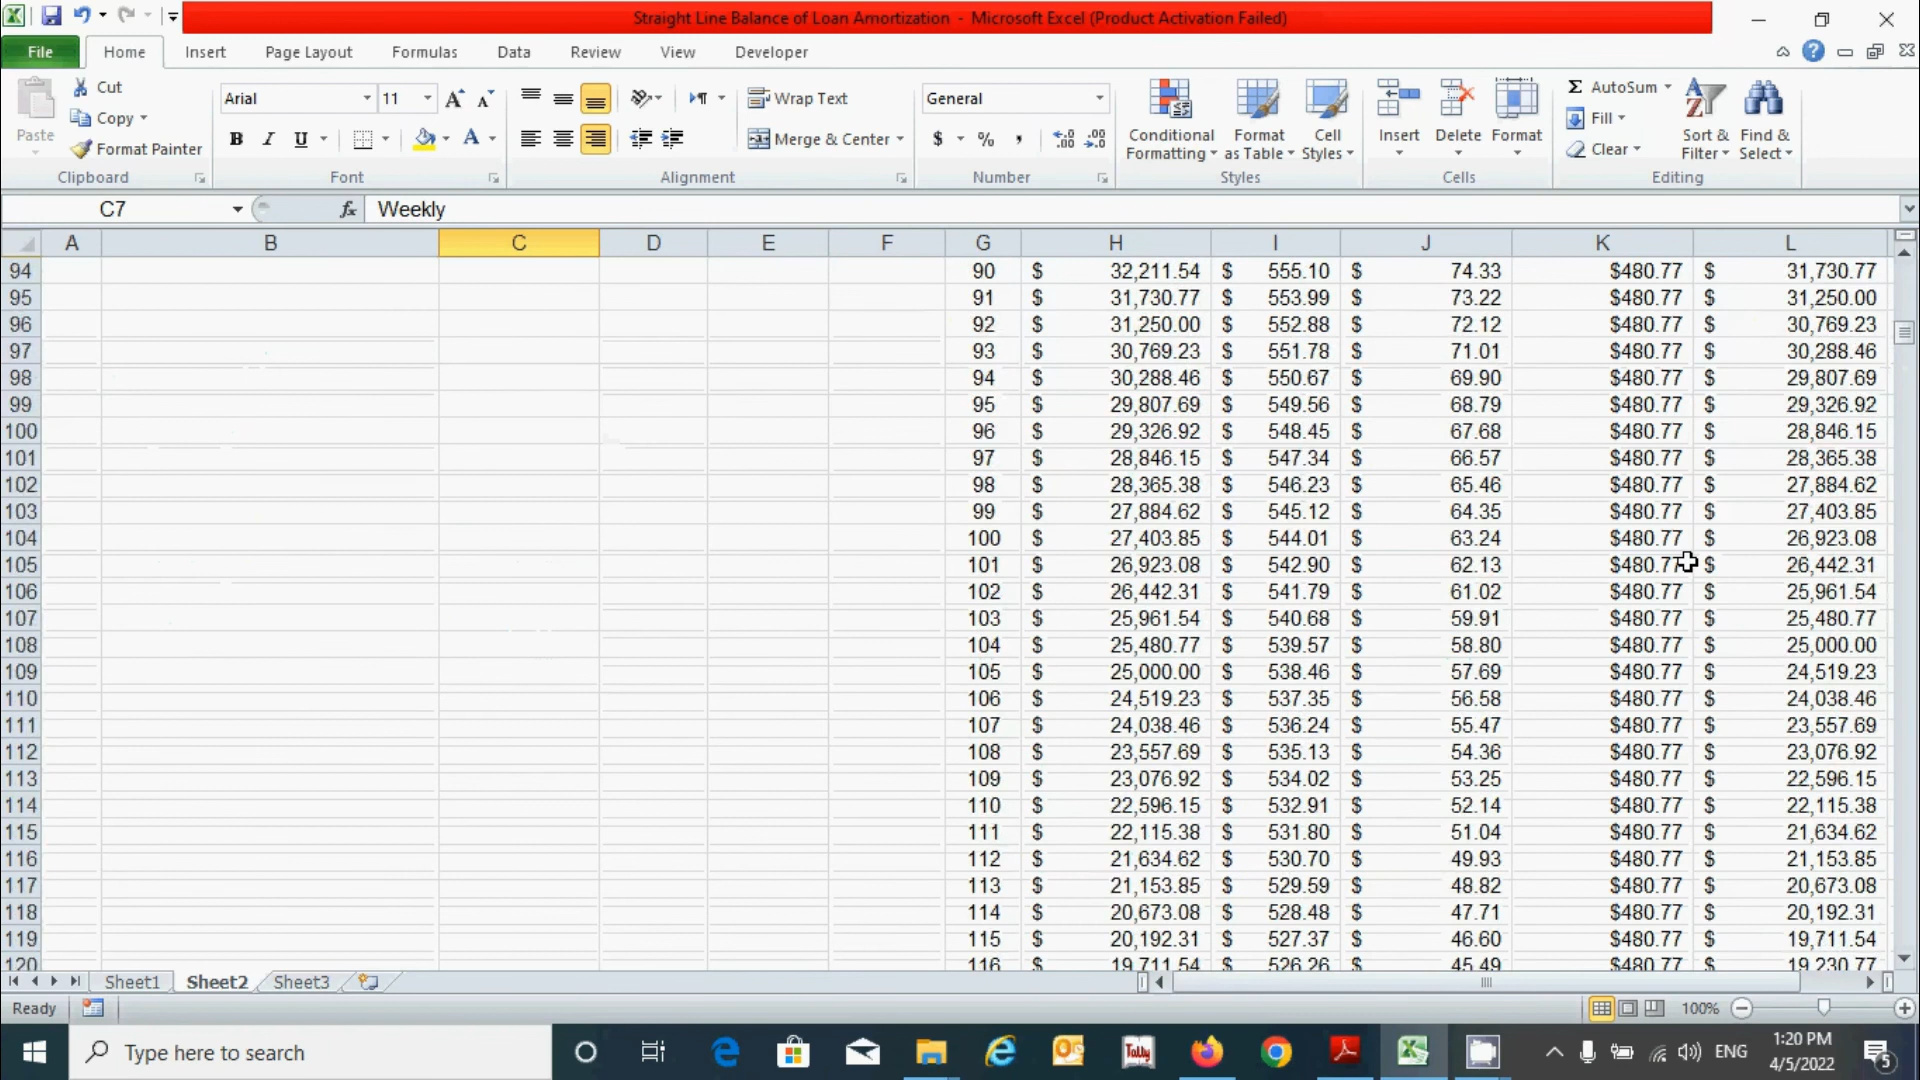 Straight Line Balance of Loan Amortization - Microsoft Excel (Product Activation Failed)
File Home Insert Page Layout Formulas Data Review View Developer
Paste Cut Copy Format Painter Clipboard
Arial 11 B I U A Font
Wrap Text Merge & Center Alignment
General $ % , Number
Conditional Formatting Format as Table Cell Styles Styles
Insert Delete Format Cells
Σ AutoSum Fill Clear Sort & Filter Find & Select Editing
C7 fx Weekly
A B C D E F G H I J K L
94 90 $ 32,211.54 $ 555.10 $ 74.33 $480.77 $ 31,730.77
95 91 $ 31,730.77 $ 553.99 $ 73.22 $480.77 $ 31,250.00
96 92 $ 31,250.00 $ 552.88 $ 72.12 $480.77 $ 30,769.23
97 93 $ 30,769.23 $ 551.78 $ 71.01 $480.77 $ 30,288.46
98 94 $ 30,288.46 $ 550.67 $ 69.90 $480.77 $ 29,807.69
99 95 $ 29,807.69 $ 549.56 $ 68.79 $480.77 $ 29,326.92
100 96 $ 29,326.92 $ 548.45 $ 67.68 $480.77 $ 28,846.15
101 97 $ 28,846.15 $ 547.34 $ 66.57 $480.77 $ 28,365.38
102 98 $ 28,365.38 $ 546.23 $ 65.46 $480.77 $ 27,884.62
103 99 $ 27,884.62 $ 545.12 $ 64.35 $480.77 $ 27,403.85
104 100 $ 27,403.85 $ 544.01 $ 63.24 $480.77 $ 26,923.08
105 101 $ 26,923.08 $ 542.90 $ 62.13 $480.77 $ 26,442.31
106 102 $ 26,442.31 $ 541.79 $ 61.02 $480.77 $ 25,961.54
107 103 $ 25,961.54 $ 540.68 $ 59.91 $480.77 $ 25,480.77
108 104 $ 25,480.77 $ 539.57 $ 58.80 $480.77 $ 25,000.00
109 105 $ 25,000.00 $ 538.46 $ 57.69 $480.77 $ 24,519.23
110 106 $ 24,519.23 $ 537.35 $ 56.58 $480.77 $ 24,038.46
111 107 $ 24,038.46 $ 536.24 $ 55.47 $480.77 $ 23,557.69
112 108 $ 23,557.69 $ 535.13 $ 54.36 $480.77 $ 23,076.92
113 109 $ 23,076.92 $ 534.02 $ 53.25 $480.77 $ 22,596.15
114 110 $ 22,596.15 $ 532.91 $ 52.14 $480.77 $ 22,115.38
115 111 $ 22,115.38 $ 531.80 $ 51.04 $480.77 $ 21,634.62
116 112 $ 21,634.62 $ 530.70 $ 49.93 $480.77 $ 21,153.85
117 113 $ 21,153.85 $ 529.59 $ 48.82 $480.77 $ 20,673.08
118 114 $ 20,673.08 $ 528.48 $ 47.71 $480.77 $ 20,192.31
119 115 $ 20,192.31 $ 527.37 $ 46.60 $480.77 $ 19,711.54
120 116 $ 19,711.54 $ 526.26 $ 45.49 $480.77 $ 19,230.77
Sheet1 Sheet2 Sheet3
Ready 100%
Type here to search Tally ENG 1:20 PM
4/5/2022 5